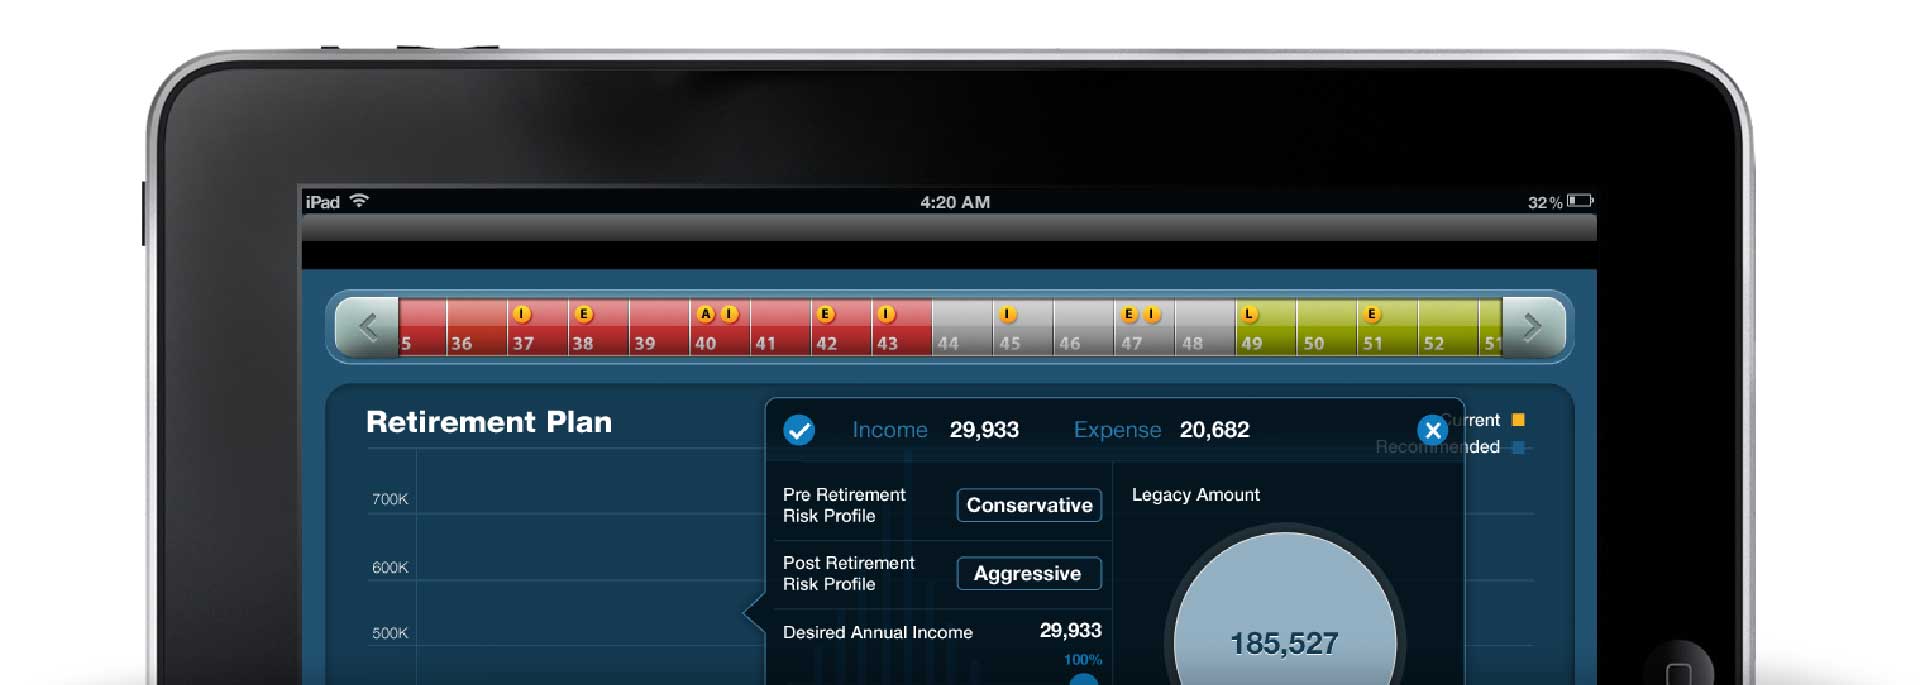 iPad 4:20 AM 32%
I E A I E I I E I L E
5 36 37 38 39 40 41 42 43 44 45 46 47 48 49 50 51 52 51
Retirement Plan
Income 29,933 Expense 20,682
Current
Recommended
700K
600K
500K
Pre Retirement
Risk Profile
Conservative
Post Retirement
Risk Profile
Aggressive
Desired Annual Income 29,933
100%
Legacy Amount
185,527